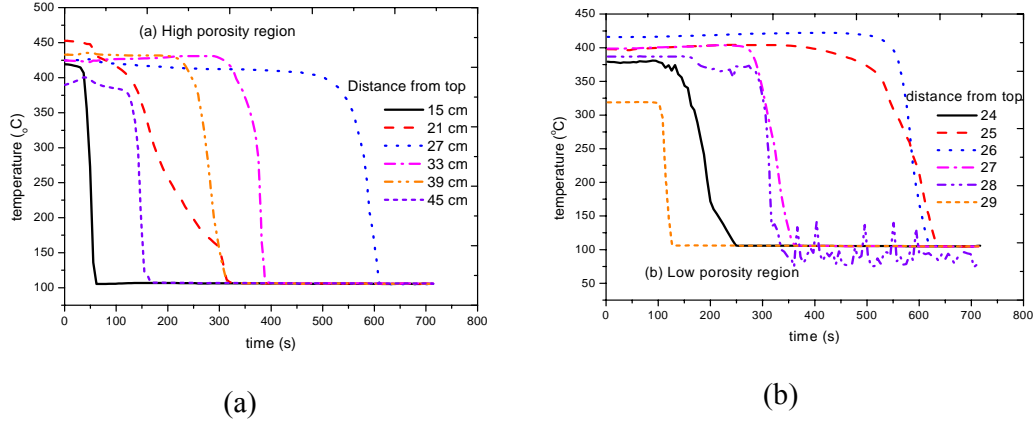 (a) High porosity region
450
400
350
300
250
200
150
100
temperature (°C)
Distance from top
15 cm
21 cm
27 cm
33 cm
39 cm
45 cm
0 100 200 300 400 500 600 700 800
time (s)
(a)
450
400
350
300
250
200
150
100
50
temperature (°C)
distance from top
24
25
26
27
28
29
(b) Low porosity region
0 100 200 300 400 500 600 700 800
time (s)
(b)